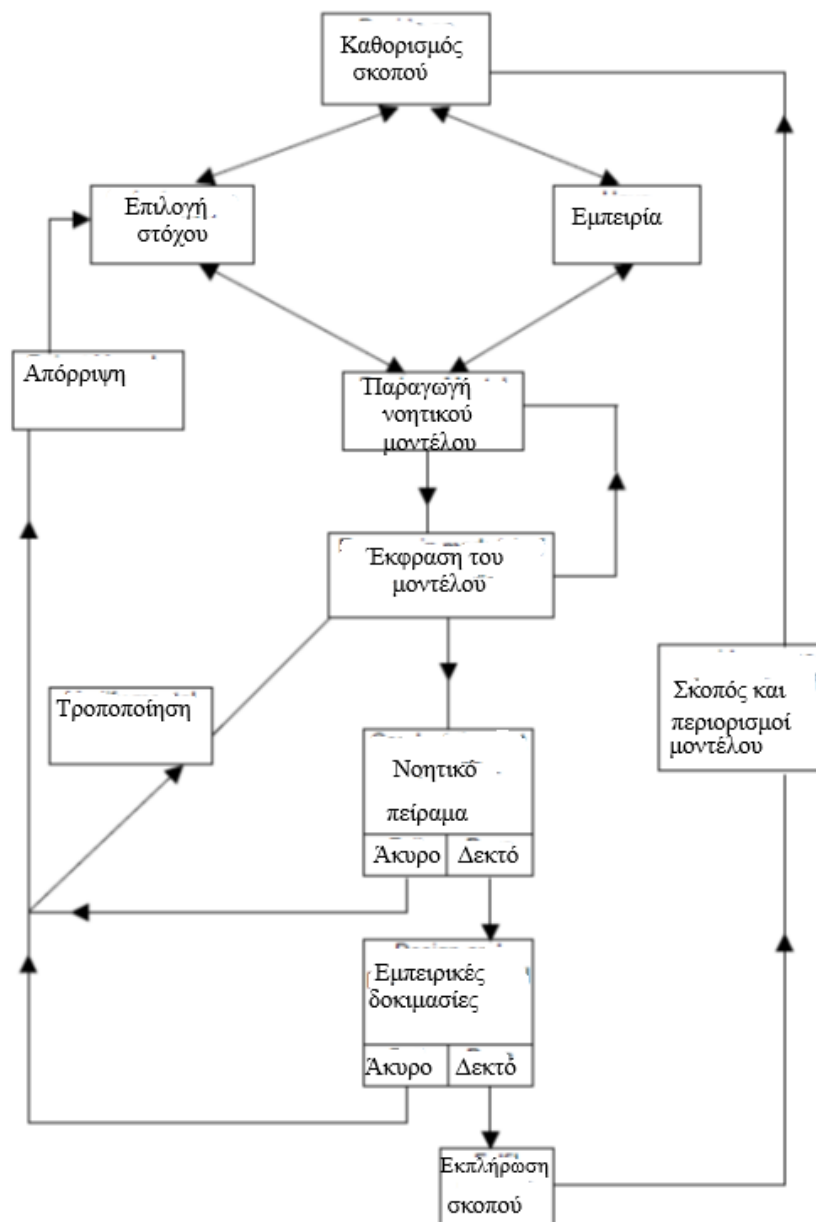 Καθορισμός
σκοπού
Επιλογή
στόχου
Εμπειρία
Απόρριψη
Παραγωγή
νοητικού
μοντέλου
Έκφραση του
μοντέλου
Τροποποίηση
Σκοπός και
περιορισμοί
μοντέλου
Νοητικό
πείραμα
Άκυρο Δεκτό
Εμπειρικές
δοκιμασίες
Άκυρο Δεκτό
Εκπλήρωση
σκοπού